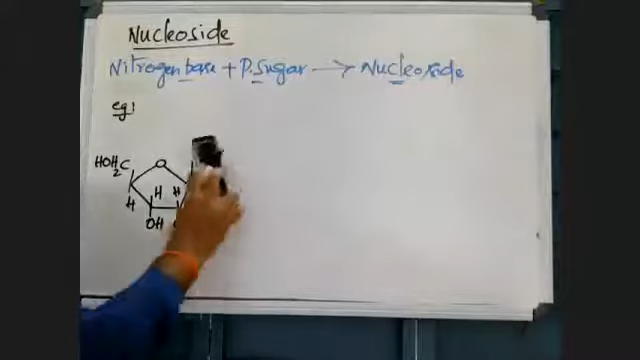 Nucleoside
Nitrogen base + P.Sugar → Nucleoside
eg:
HOH₂C O
H H
H OH